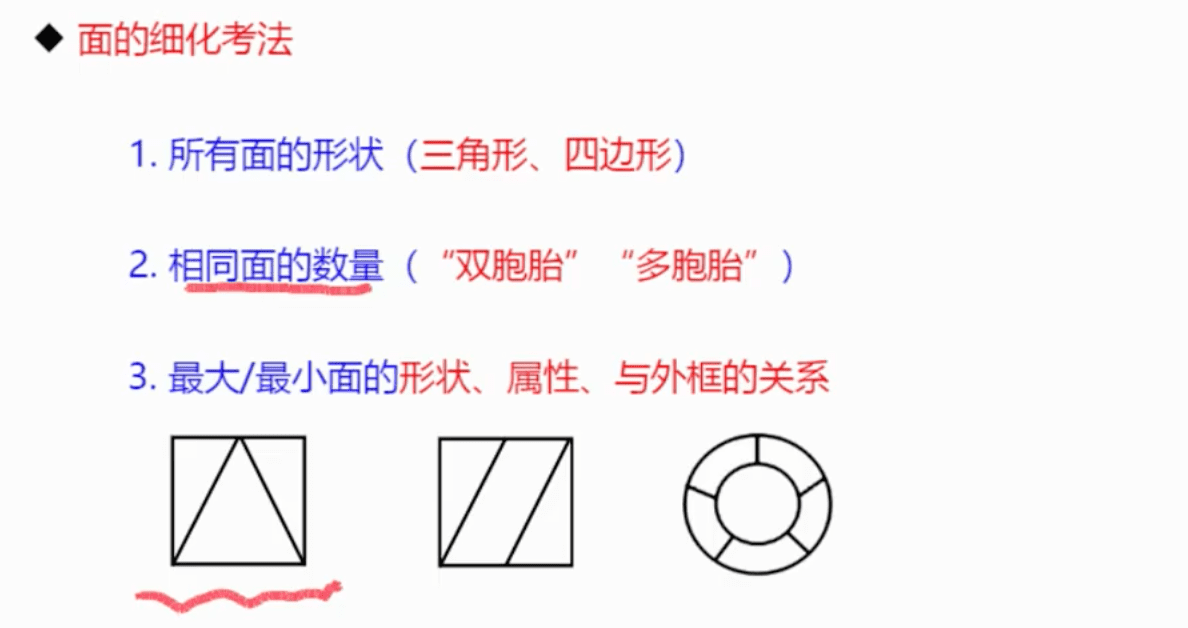 ◆ 面的细化考法
1. 所有面的形状（三角形、四边形）
2. 相同面的数量（“双胞胎”“多胞胎”）
3. 最大/最小面的形状、属性、与外框的关系